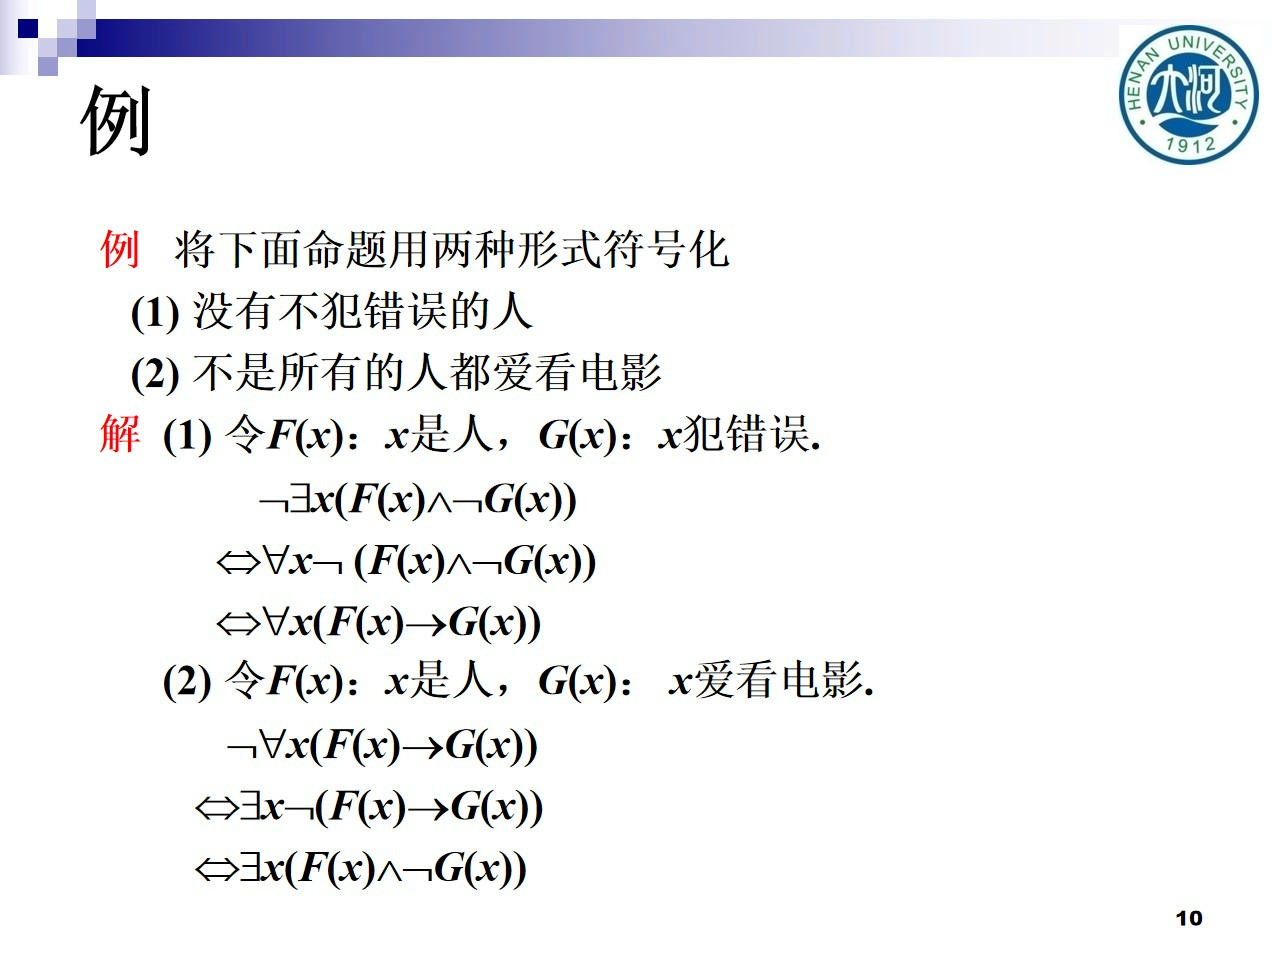 HENAN UNIVERSITY
1912
例
例 将下面命题用两种形式符号化
(1) 没有不犯错误的人
(2) 不是所有的人都爱看电影
解 (1) 令F(x)：x是人，G(x)：x犯错误.
¬∃x(F(x)∧¬G(x))
⇔∀x¬ (F(x)∧¬G(x))
⇔∀x(F(x)→G(x))
(2) 令F(x)：x是人，G(x)： x爱看电影.
¬∀x(F(x)→G(x))
⇔∃x¬(F(x)→G(x))
⇔∃x(F(x)∧¬G(x))
10